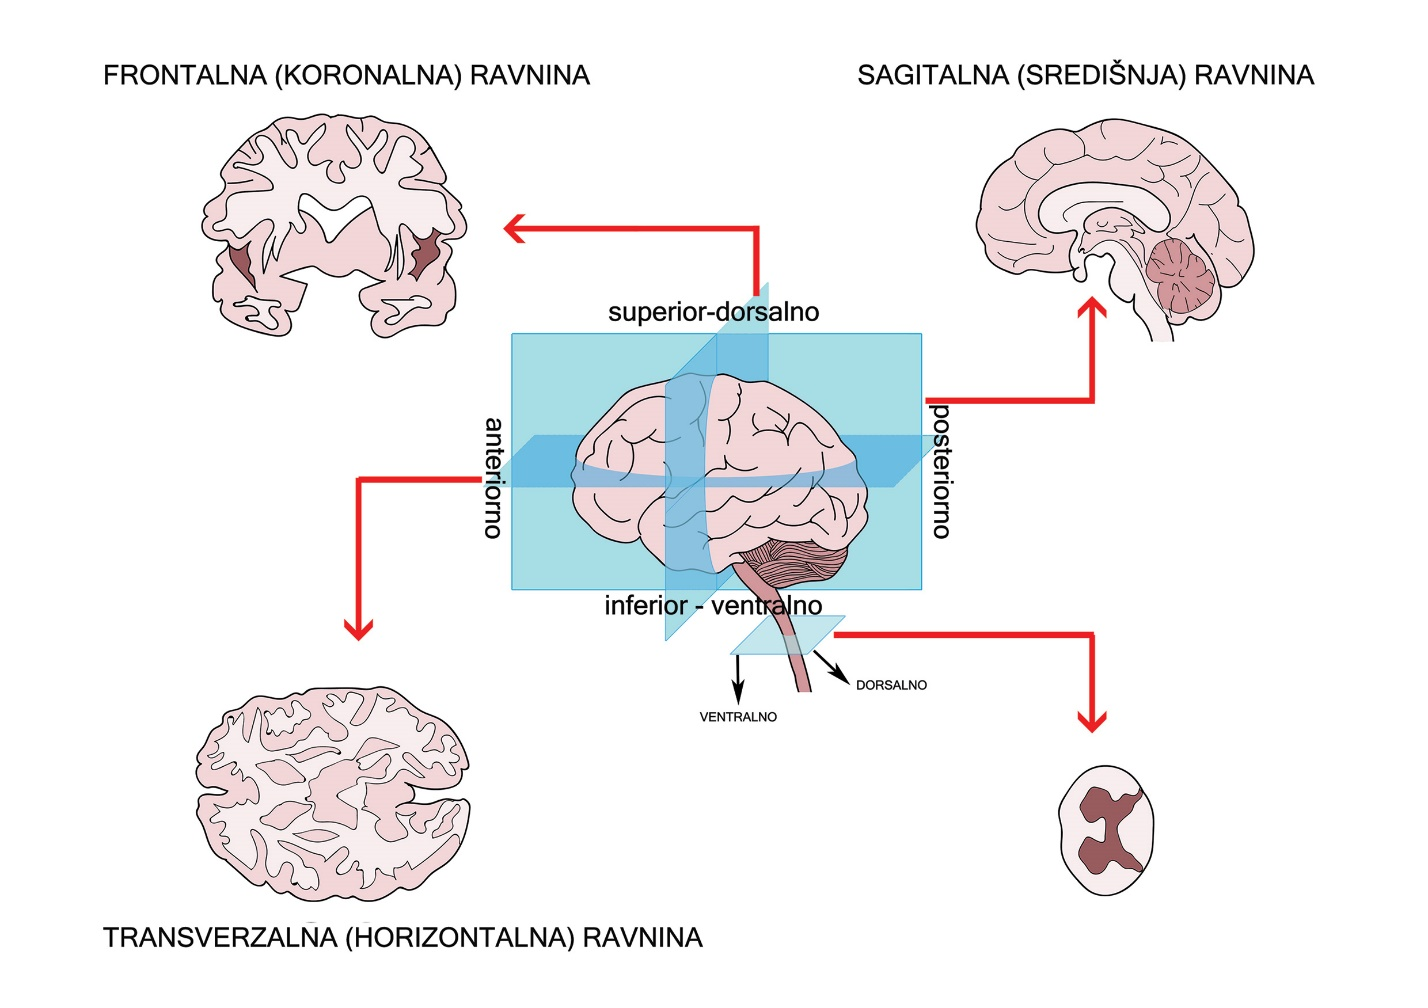 FRONTALNA (KORONALNA) RAVNINA
SAGITALNA (SREDIŠNJA) RAVNINA
superior-dorsalno
anteriorno
posteriorno
inferior - ventralno
DORSALNO
VENTRALNO
TRANSVERZALNA (HORIZONTALNA) RAVNINA